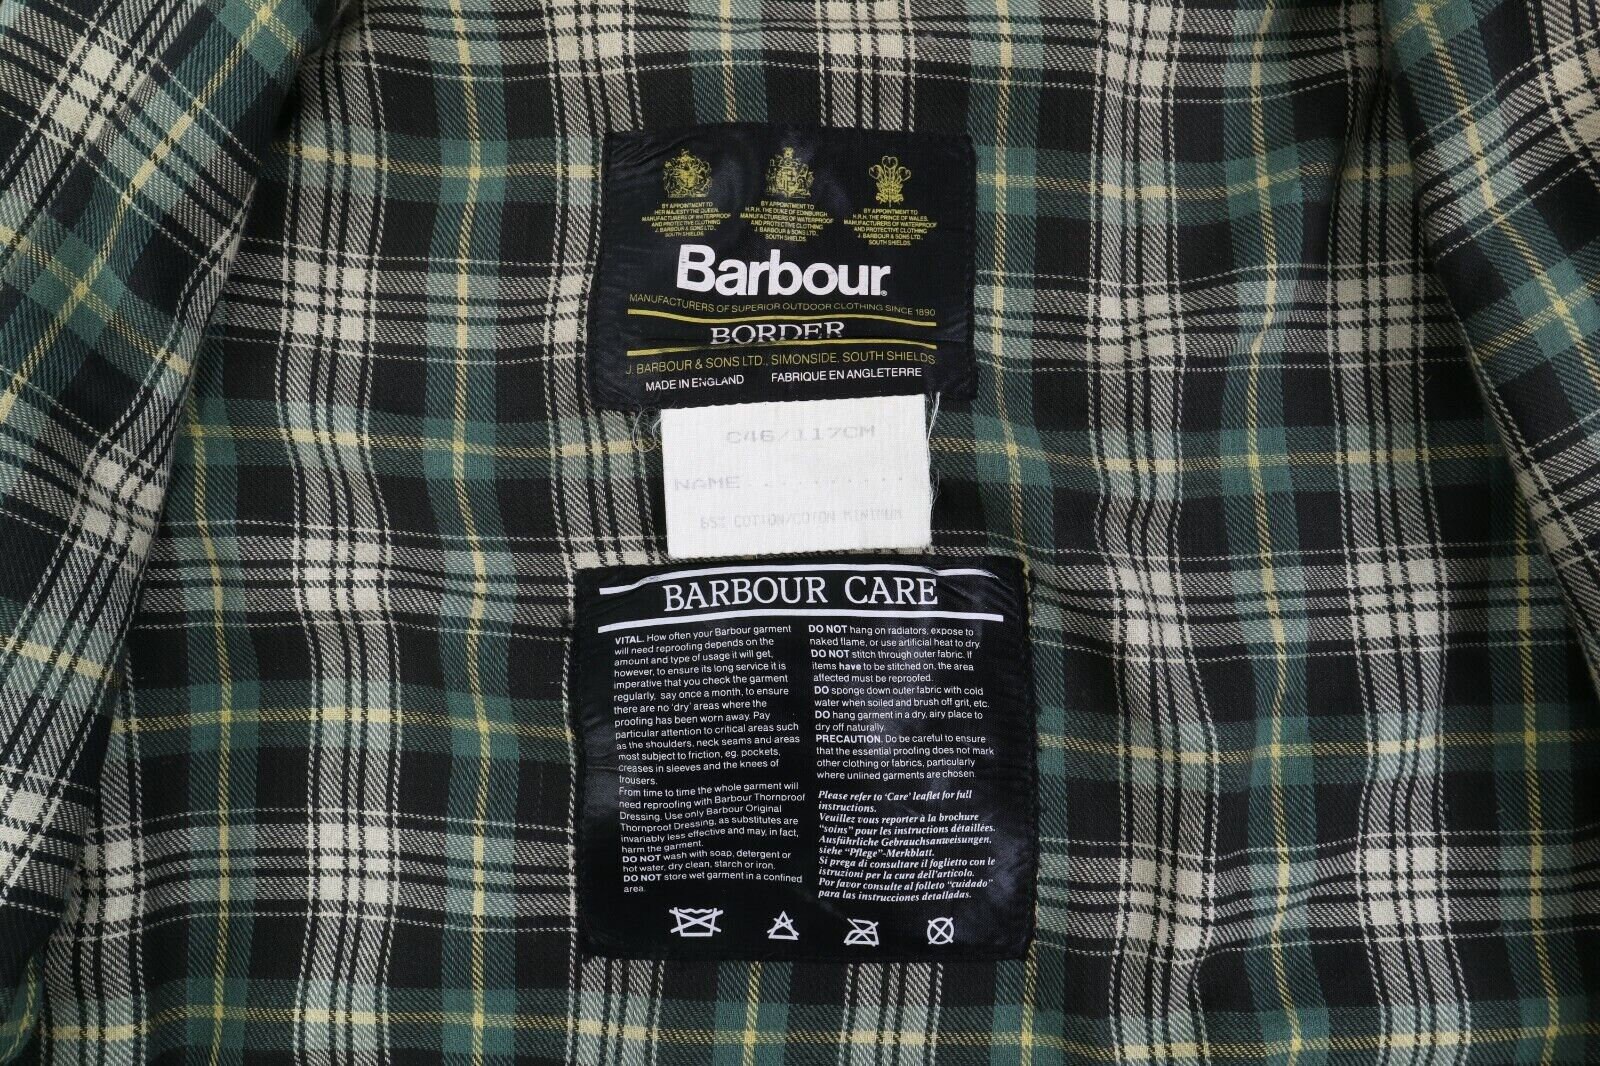 BY APPOINTMENT TO
HER MAJESTY THE QUEEN
MANUFACTURERS OF WATERPROOF
AND PROTECTIVE CLOTHING
J. BARBOUR & SONS LTD.,
SOUTH SHIELDS
BY APPOINTMENT TO
H.R.H. THE DUKE OF EDINBURGH
MANUFACTURERS OF WATERPROOF
AND PROTECTIVE CLOTHING
J. BARBOUR & SONS LTD.,
SOUTH SHIELDS
BY APPOINTMENT TO
H.R.H. THE PRINCE OF WALES
MANUFACTURERS OF WATERPROOF
AND PROTECTIVE CLOTHING
J. BARBOUR & SONS LTD.,
SOUTH SHIELDS
Barbour®
MANUFACTURERS OF SUPERIOR OUTDOOR CLOTHING SINCE 1890
BORDER
J. BARBOUR & SONS LTD., SIMONSIDE, SOUTH SHIELDS
MADE IN ENGLAND FABRIQUE EN ANGLETERRE
C46/117CM
NAME..........
COTTON/COTON MINIMUM
BARBOUR CARE
VITAL. How often your Barbour garment
will need reproofing depends on the
amount and type of usage it will get,
however, to ensure its long service it is
imperative that you check the garment
regularly, say once a month, to ensure
there are no 'dry' areas where the
proofing has been worn away. Pay
particular attention to critical areas such
as the shoulders, neck seams and areas
most subject to friction, eg. pockets,
creases in sleeves and the knees of
trousers.
From time to time the whole garment will
need reproofing with Barbour Thornproof
Dressing. Use only Barbour Original
Thornproof Dressing, as substitutes are
invariably less effective and may, in fact,
harm the garment.
DO NOT wash with soap, detergent or
hot water, dry clean, starch or iron.
DO NOT store wet garment in a confined
area.
DO NOT hang on radiators, expose to
naked flame, or use artificial heat to dry.
DO NOT stitch through outer fabric. If
items have to be stitched on, the area
affected must be reproofed.
DO sponge down outer fabric with cold
water when soiled and brush off grit, etc.
DO hang garment in a dry, airy place to
dry off naturally.
PRECAUTION. Do be careful to ensure
that the essential proofing does not mark
other clothing or fabrics, particularly
where unlined garments are chosen.
Please refer to 'Care' leaflet for full
instructions.
Veuillez vous reporter à la brochure
"soins" pour les instructions détaillées.
Ausführliche Gebrauchsanweisungen,
siehe "Pflege"-Merkblatt.
Si prega di consultare il foglietto con le
istruzioni per la cura dell'articolo.
Por favor consulte al folleto "cuidado"
para las instrucciones detalladas.